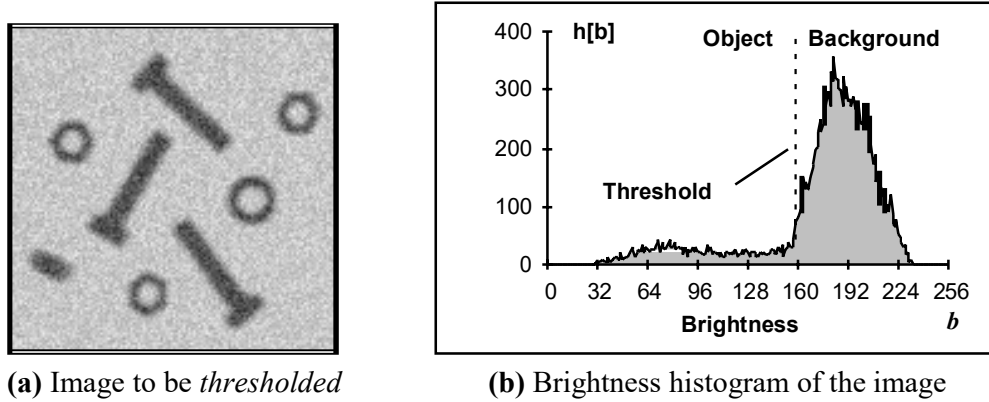 400
h[b]
Object
Background
300
200
Threshold
100
0
0 32 64 96 128 160 192 224 256
Brightness
b
(a) Image to be thresholded
(b) Brightness histogram of the image